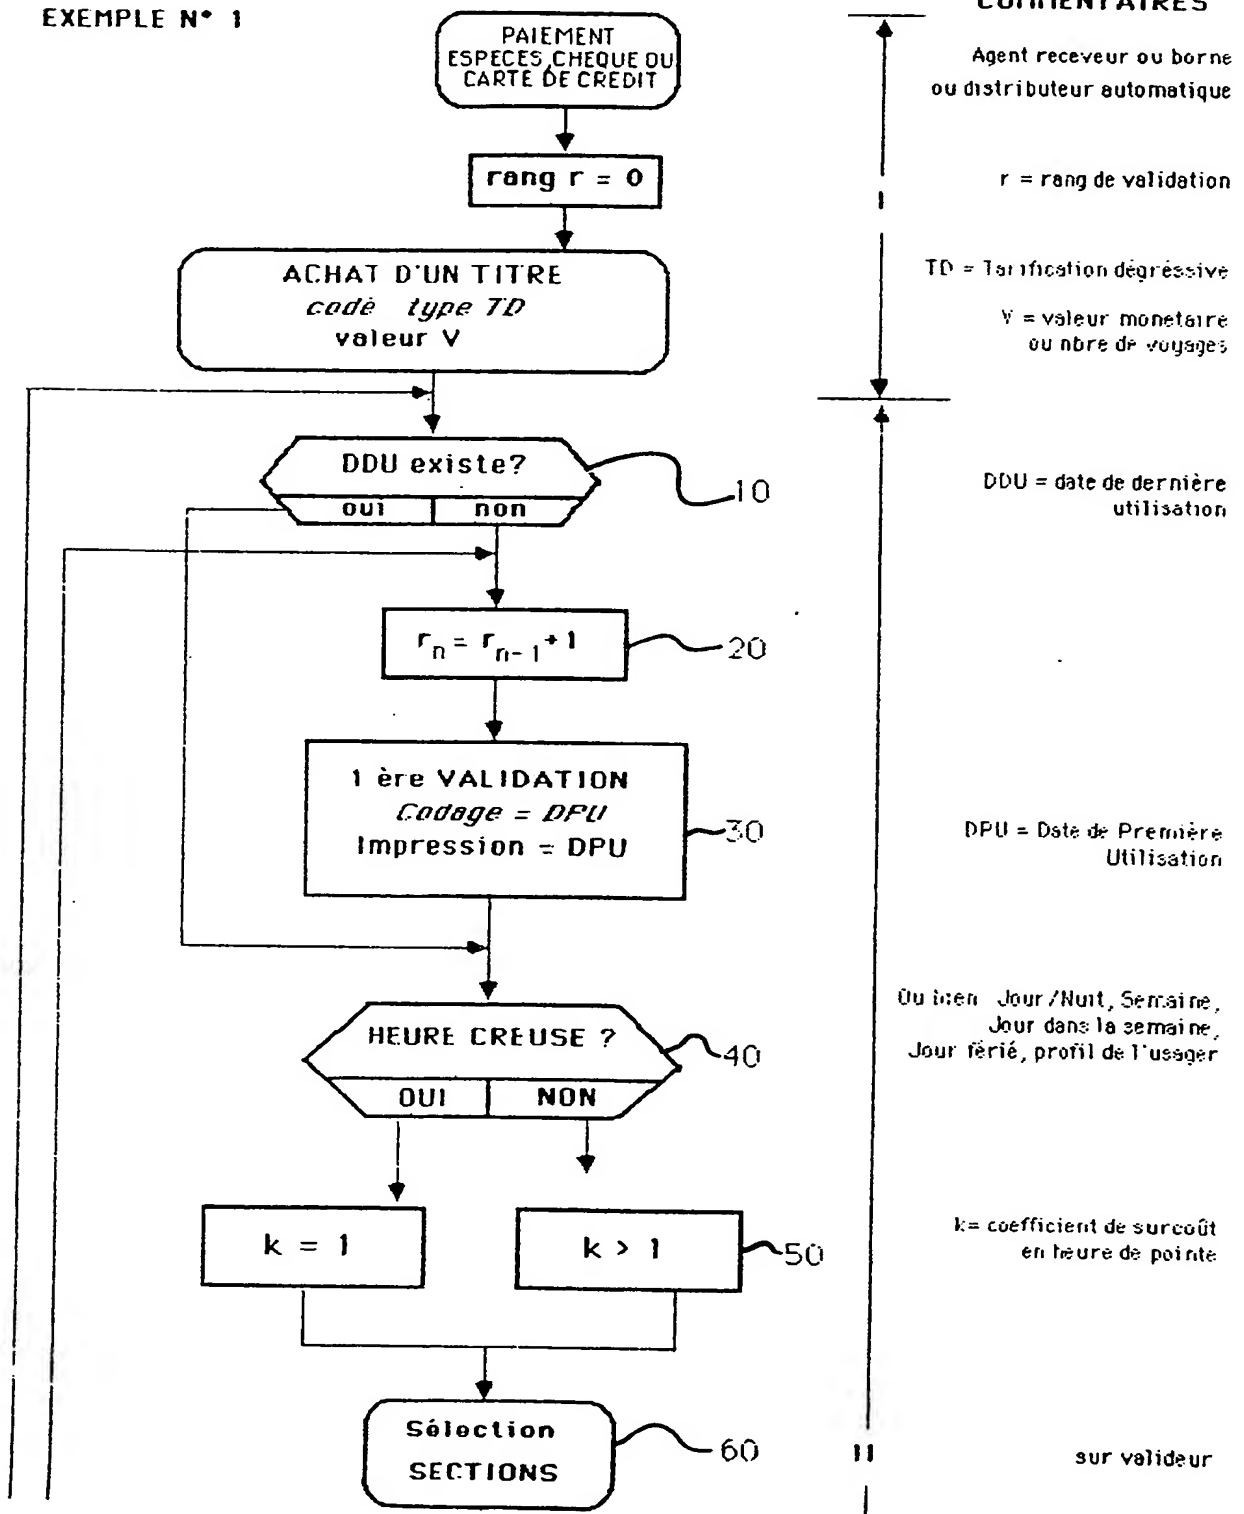 EXEMPLE N° 1
COMMENTAIRES
PAIEMENT
ESPECES, CHEQUE OU
CARTE DE CREDIT
Agent receveur ou borne
ou distributeur automatique
rang r = 0
r = rang de validation
I
ACHAT D'UN TITRE
codé type TD
valeur V
TD = Tarification dégréssive
V = valeur monetaire
ou nbre de voyages
DDU existe?
oui non
10
DDU = date de dernière
utilisation
rn = rn-1 + 1
20
1 ère VALIDATION
Codage = DPU
Impression = DPU
30
DPU = Date de Première
Utilisation
HEURE CREUSE ?
OUI NON
40
Ou bien Jour/Nuit, Semaine,
Jour dans la semaine,
Jour férié, profil de l'usager
k = 1
k > 1
50
k= coefficient de surcoût
en heure de pointe
Sélection
SECTIONS
60
II
sur valideur